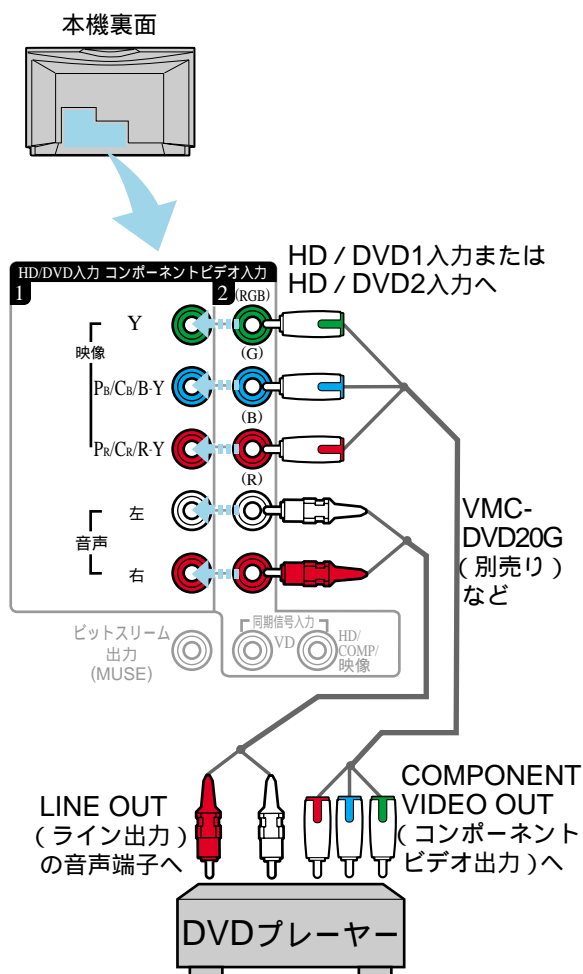 本機裏面
HD / DVD1入力または
HD / DVD2入力へ
HD/DVD入力 コンポーネントビデオ入力
1
2
(RGB)
Y
(G)
映像
PB/CB/B-Y
(B)
PR/CR/R-Y
(R)
左
音声
右
VMC-
DVD20G
(別売り)
など
ビットスリーム
出力
(MUSE)
同期信号入力
VD
HD/
COMP/
映像
LINE OUT
(ライン出力)
の音声端子へ
COMPONENT
VIDEO OUT
(コンポーネント
ビデオ出力)へ
DVDプレーヤー